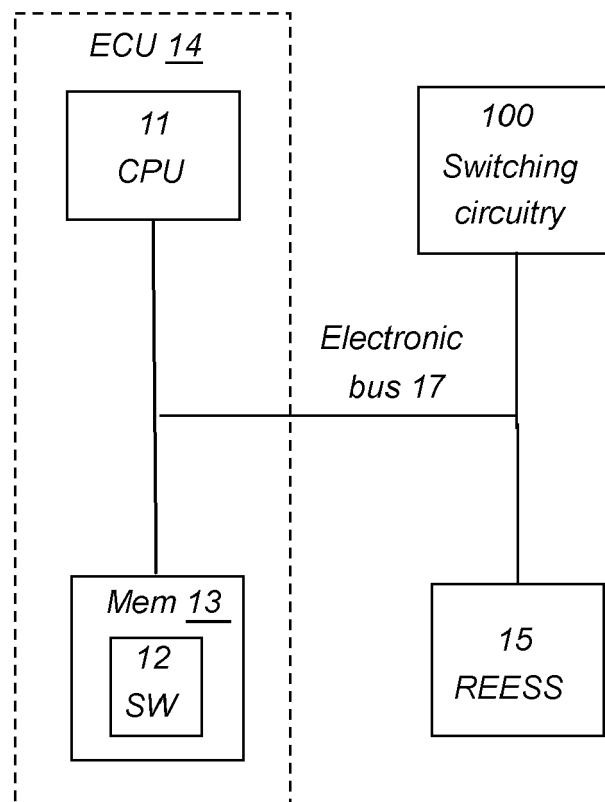 ECU 14
11
CPU
100
Switching
circuitry
Electronic
bus 17
Mem 13
12
SW
15
REESS